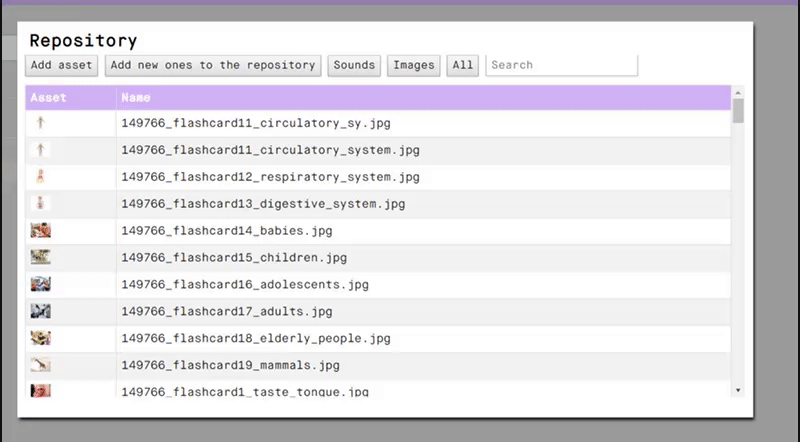 Repository
Add asset Add new ones to the repository Sounds Images All Search
Asset Name
149766_flashcard11_circulatory_sy.jpg
149766_flashcard11_circulatory_system.jpg
149766_flashcard12_respiratory_system.jpg
149766_flashcard13_digestive_system.jpg
149766_flashcard14_babies.jpg
149766_flashcard15_children.jpg
149766_flashcard16_adolescents.jpg
149766_flashcard17_adults.jpg
149766_flashcard18_elderly_people.jpg
149766_flashcard19_mammals.jpg
149766_flashcard1_taste_tongue.jpg